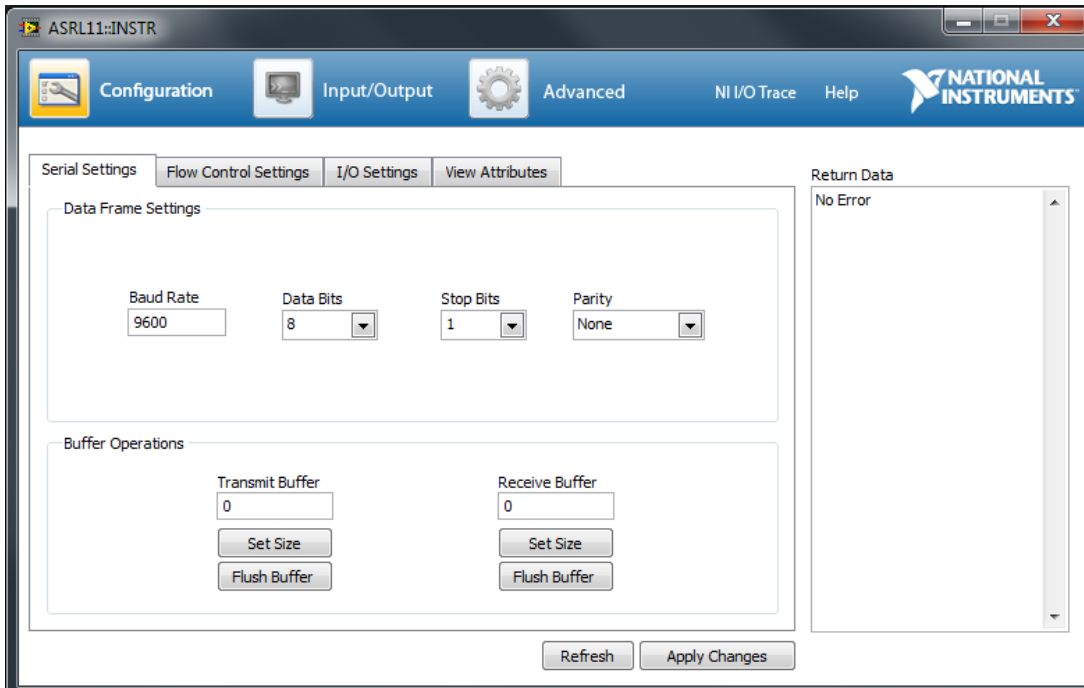 ASRL11::INSTR
Configuration Input/Output Advanced NI I/O Trace Help NATIONAL INSTRUMENTS™
Serial Settings Flow Control Settings I/O Settings View Attributes
Return Data
No Error
Data Frame Settings
Baud Rate Data Bits Stop Bits Parity
9600 8 1 None
Buffer Operations
Transmit Buffer Receive Buffer
0 0
Set Size Set Size
Flush Buffer Flush Buffer
Refresh Apply Changes